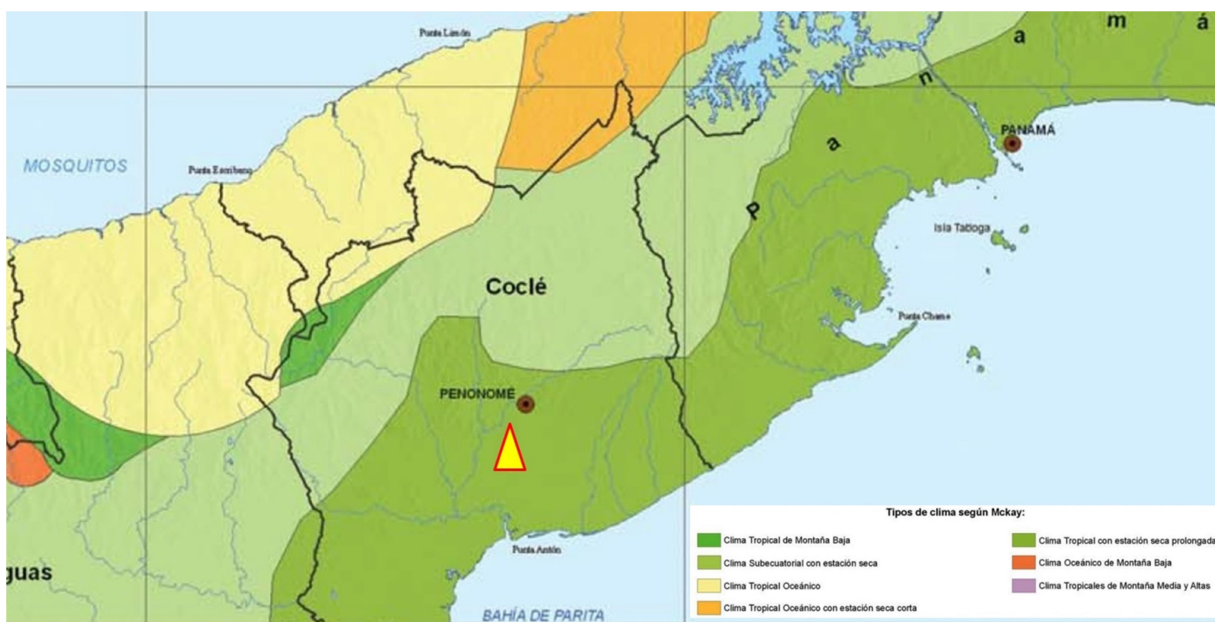 Punta Limón
m
á
a
n
PANAMÁ
MOSQUITOS
Punta Escribano
a
P
Isla Taboga
Coclé
Punta Chame
PENONOMÉ
guas
Punta Antón
BAHÍA DE PARITA
Tipos de clima según Mckay:
Clima Tropical de Montaña Baja
Clima Subecuatorial con estación seca
Clima Tropical Oceánico
Clima Tropical Oceánico con estación seca corta
Clima Tropical con estación seca prolongada
Clima Oceánico de Montaña Baja
Clima Tropicales de Montaña Media y Altas